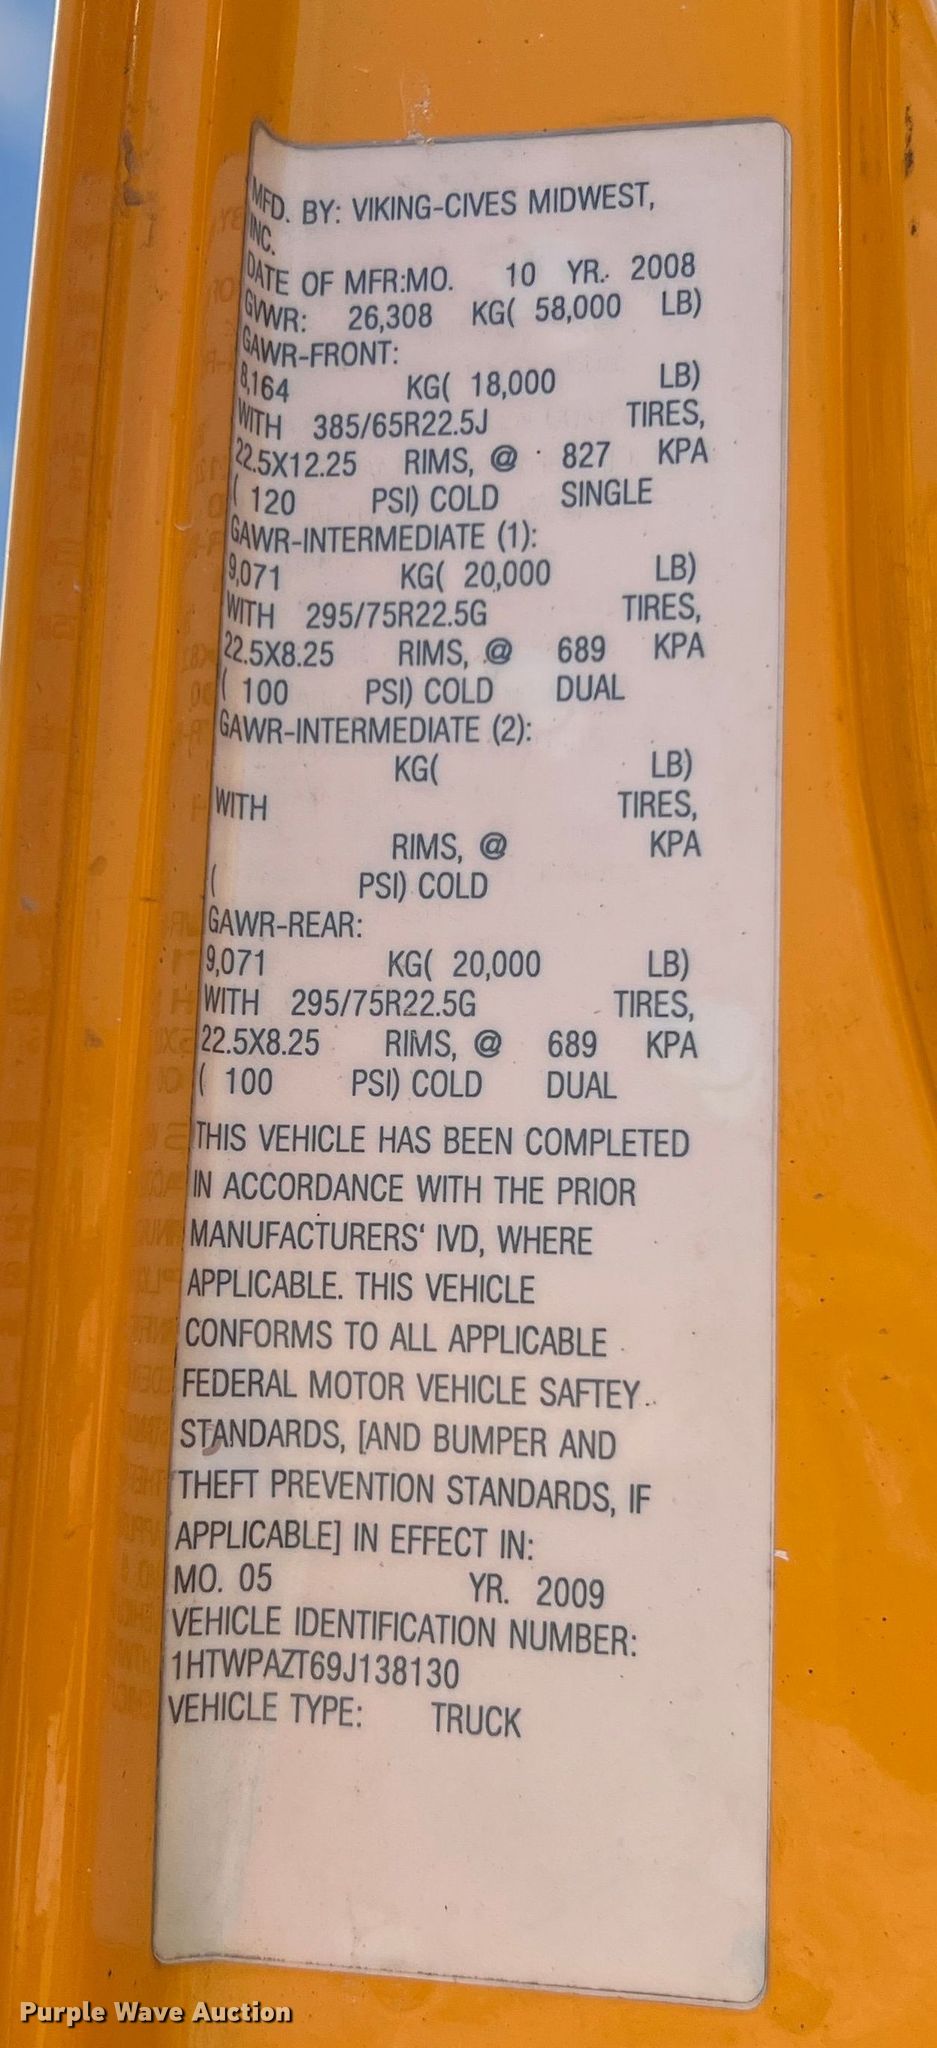 MFD. BY: VIKING-CIVES MIDWEST,
INC.
DATE OF MFR:MO. 10 YR. 2008
GVWR: 26,308 KG( 58,000 LB)
GAWR-FRONT:
8,164 KG( 18,000 LB)
WITH 385/65R22.5J TIRES,
22.5X12.25 RIMS, @ 827 KPA
( 120 PSI) COLD SINGLE
GAWR-INTERMEDIATE (1):
9,071 KG( 20,000 LB)
WITH 295/75R22.5G TIRES,
22.5X8.25 RIMS, @ 689 KPA
( 100 PSI) COLD DUAL
GAWR-INTERMEDIATE (2):
KG( LB)
WITH TIRES,
RIMS, @ KPA
( PSI) COLD
GAWR-REAR:
9,071 KG( 20,000 LB)
WITH 295/75R22.5G TIRES,
22.5X8.25 RIMS, @ 689 KPA
( 100 PSI) COLD DUAL
THIS VEHICLE HAS BEEN COMPLETED
IN ACCORDANCE WITH THE PRIOR
MANUFACTURERS' IVD, WHERE
APPLICABLE. THIS VEHICLE
CONFORMS TO ALL APPLICABLE
FEDERAL MOTOR VEHICLE SAFTEY
STANDARDS, [AND BUMPER AND
THEFT PREVENTION STANDARDS, IF
APPLICABLE] IN EFFECT IN:
MO. 05 YR. 2009
VEHICLE IDENTIFICATION NUMBER:
1HTWPAZT69J138130
VEHICLE TYPE: TRUCK
Purple Wave Auction